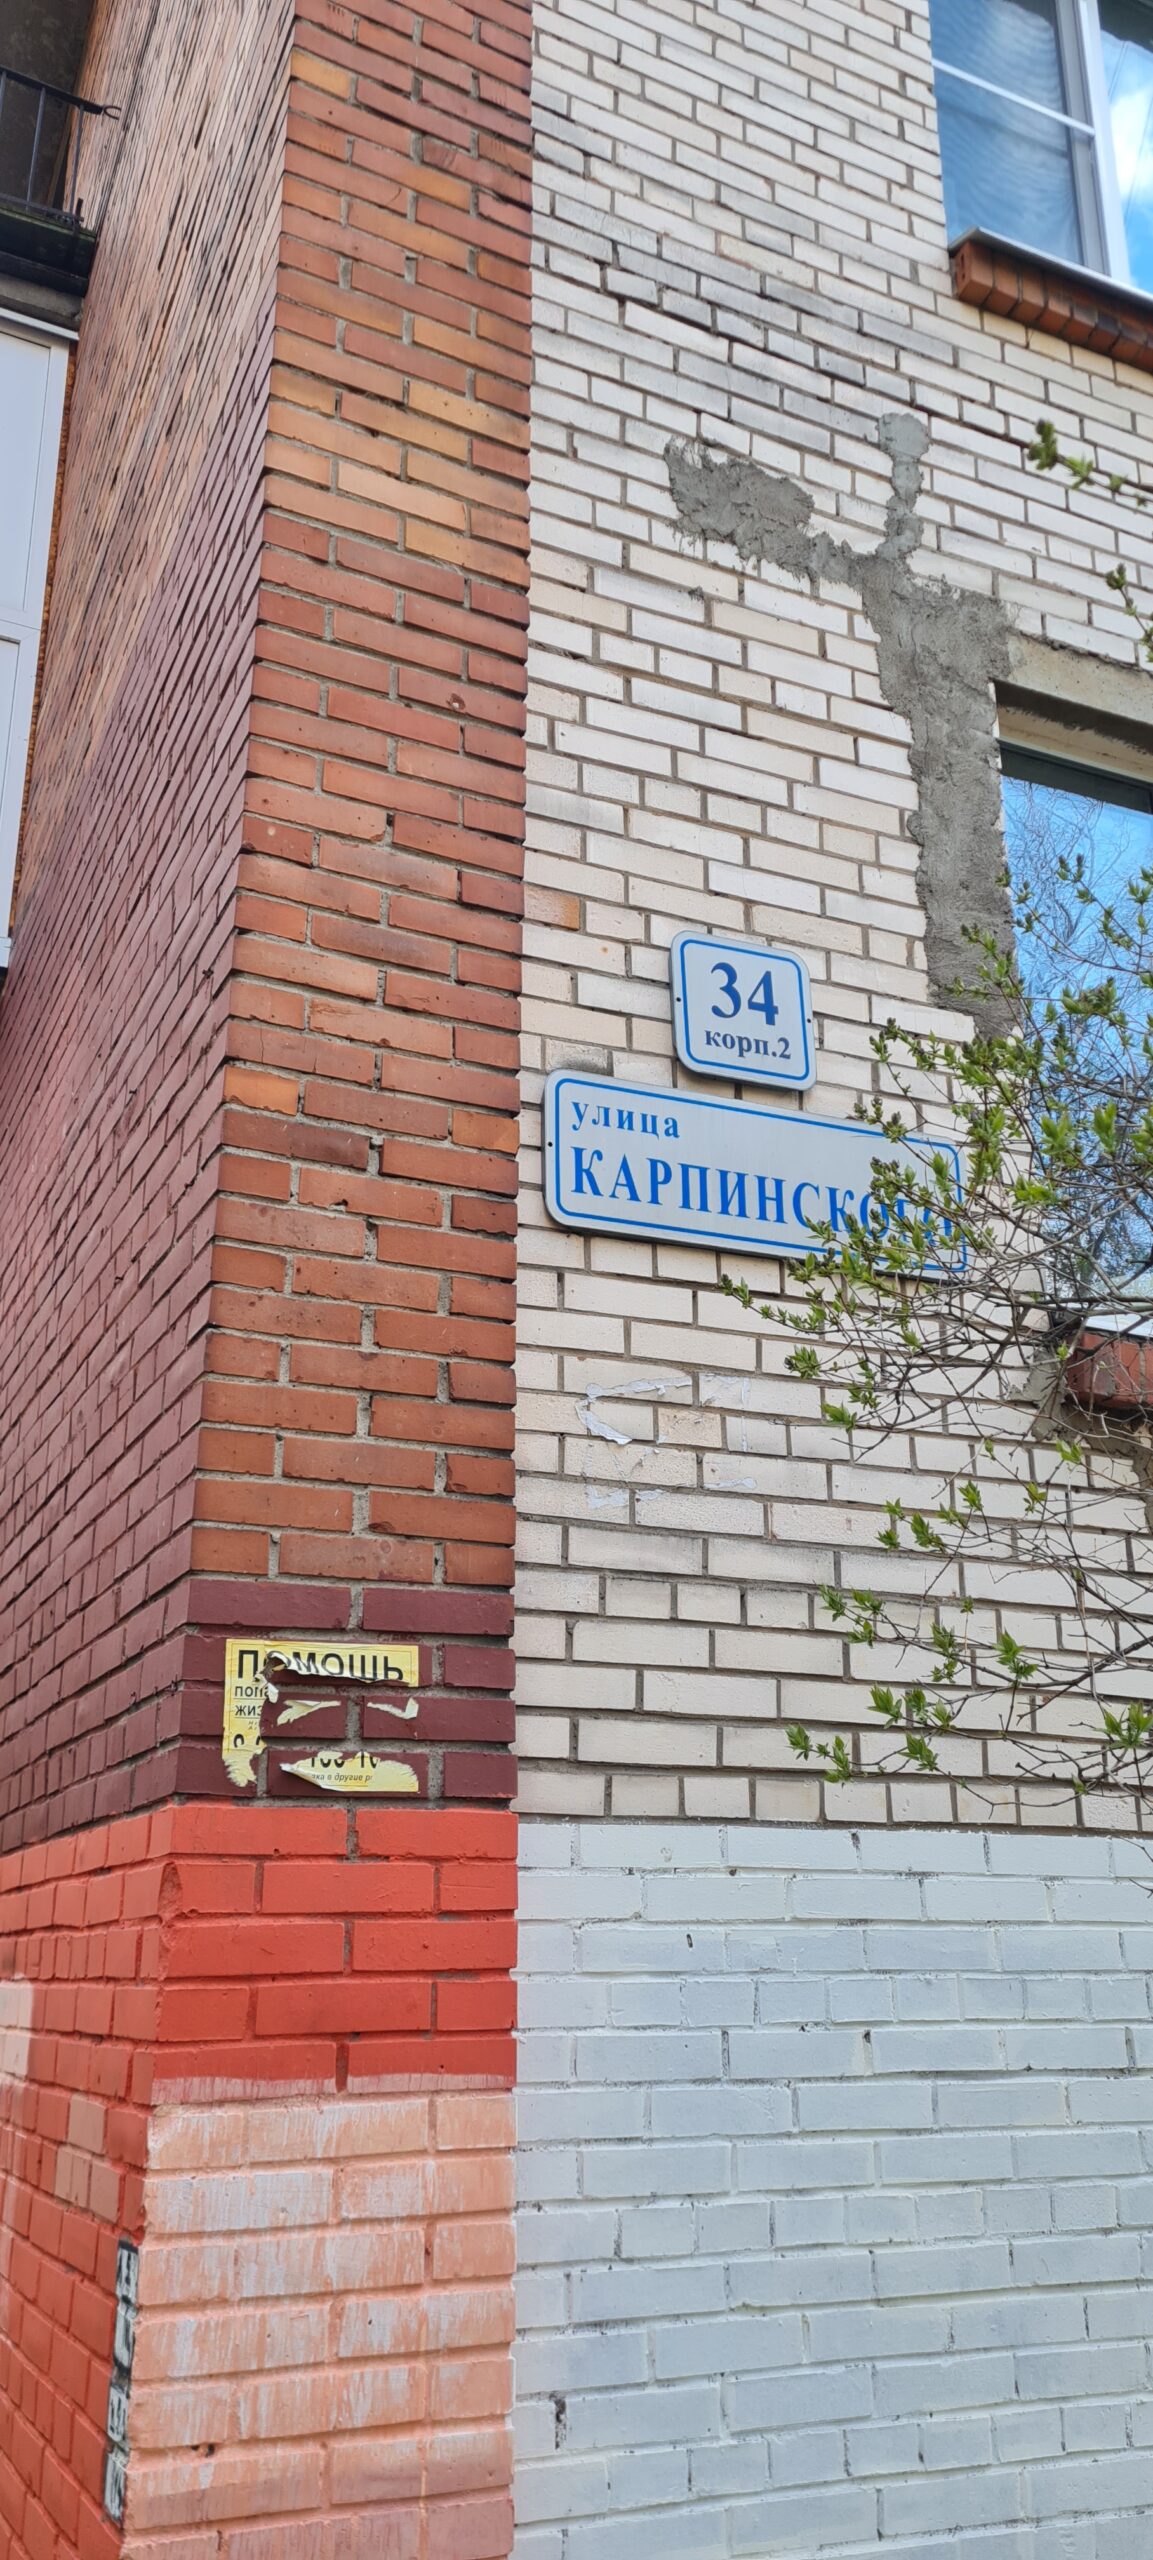 34
корп.2
улица
КАРПИНСКОГО
ПОМОЩЬ